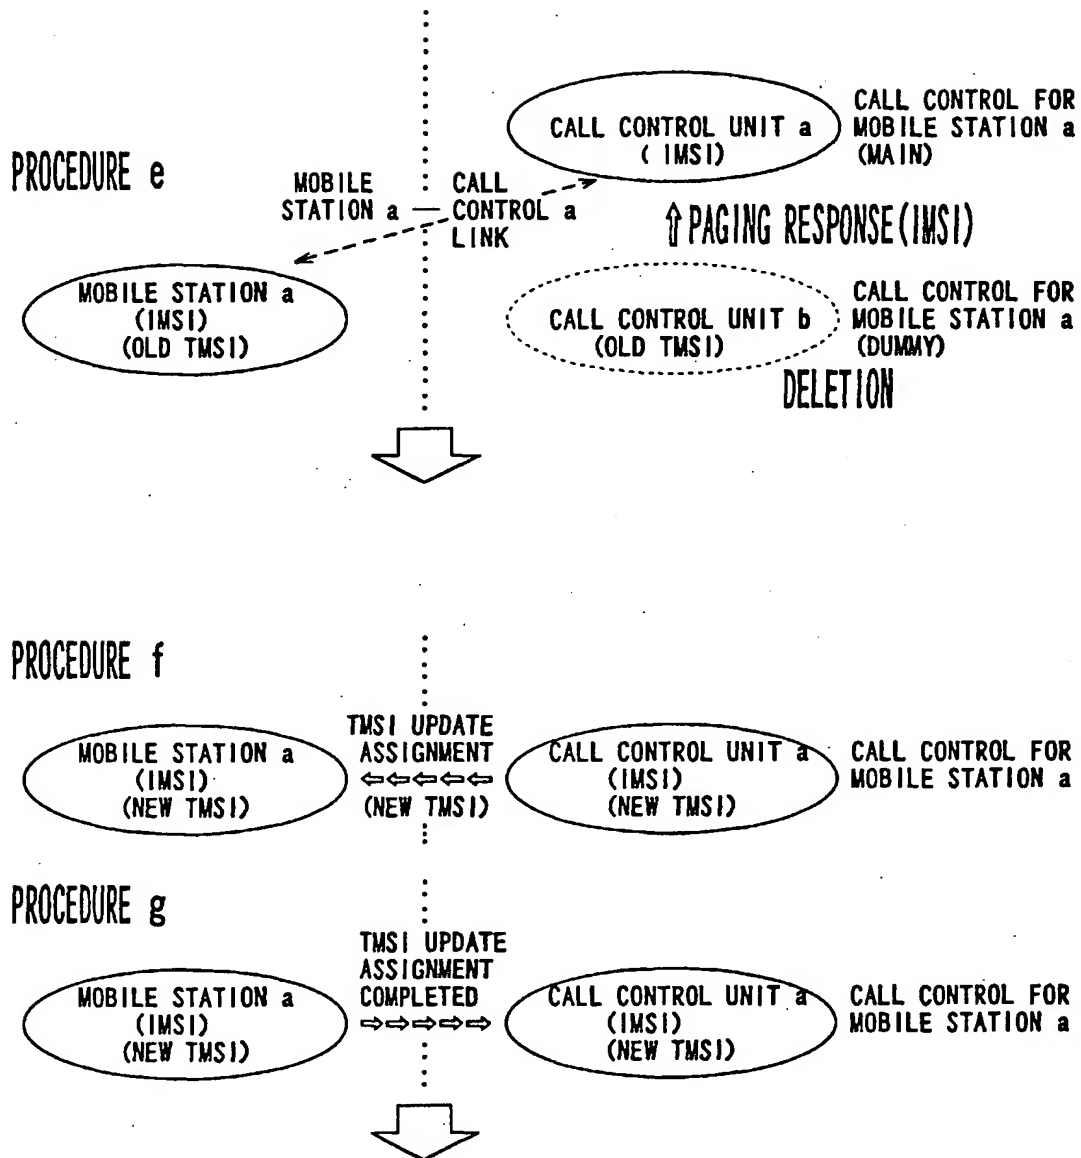 PROCEDURE e
CALL CONTROL UNIT a
( IMSI)
CALL CONTROL FOR
MOBILE STATION a
(MAIN)
MOBILE
STATION a
CALL
CONTROL a
LINK
PAGING RESPONSE(IMSI)
MOBILE STATION a
(IMSI)
(OLD TMSI)
CALL CONTROL UNIT b
(OLD TMSI)
CALL CONTROL FOR
MOBILE STATION a
(DUMMY)
DELETION
PROCEDURE f
MOBILE STATION a
(IMSI)
(NEW TMSI)
TMSI UPDATE
ASSIGNMENT
(NEW TMSI)
CALL CONTROL UNIT a
(IMSI)
(NEW TMSI)
CALL CONTROL FOR
MOBILE STATION a
PROCEDURE g
MOBILE STATION a
(IMSI)
(NEW TMSI)
TMSI UPDATE
ASSIGNMENT
COMPLETED
CALL CONTROL UNIT a
(IMSI)
(NEW TMSI)
CALL CONTROL FOR
MOBILE STATION a